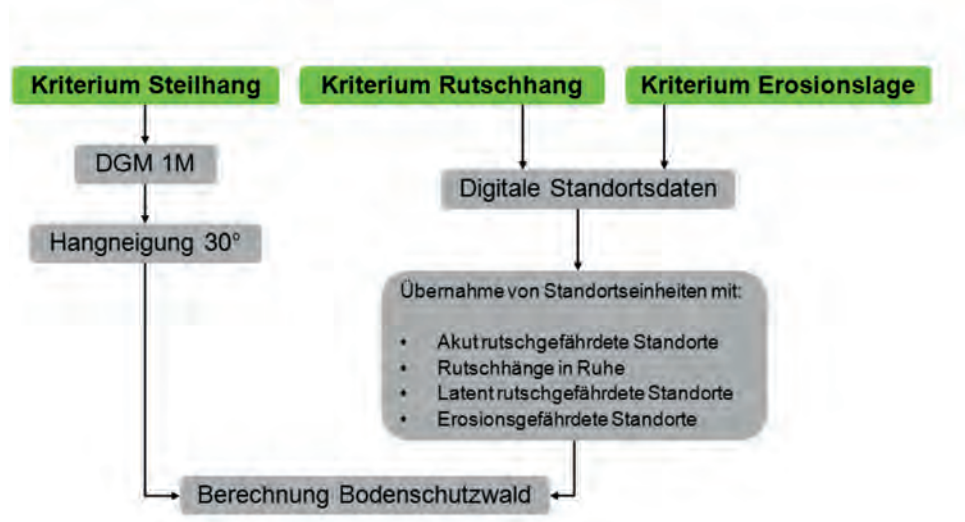 Kriterium Steilhang
Kriterium Rutschhang
Kriterium Erosionslage
DGM 1M
Digitale Standortsdaten
Hangneigung 30°
Übernahme von Standortseinheiten mit:
• Akut rutschgefährdete Standorte
• Rutschhänge in Ruhe
• Latent rutschgefährdete Standorte
• Erosionsgefährdete Standorte
Berechnung Bodenschutzwald